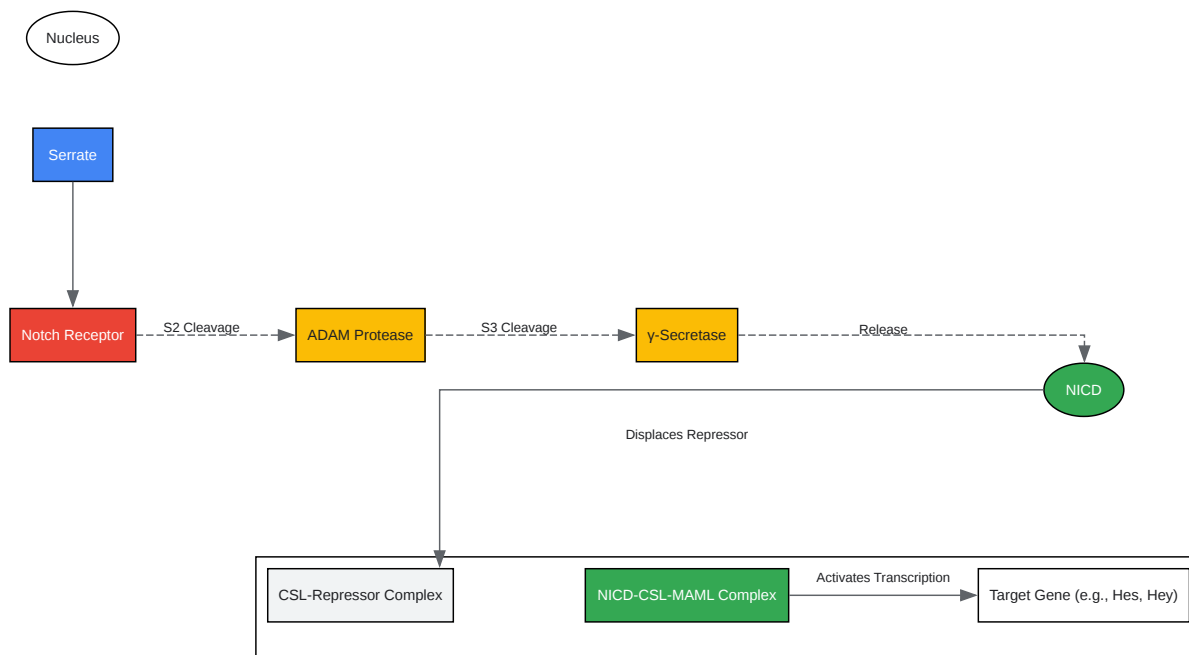 Nucleus
Serrate
Notch Receptor
S2 Cleavage
ADAM Protease
S3 Cleavage
γ-Secretase
Release
NICD
Displaces Repressor
CSL-Repressor Complex
NICD-CSL-MAML Complex
Activates Transcription
Target Gene (e.g., Hes, Hey)